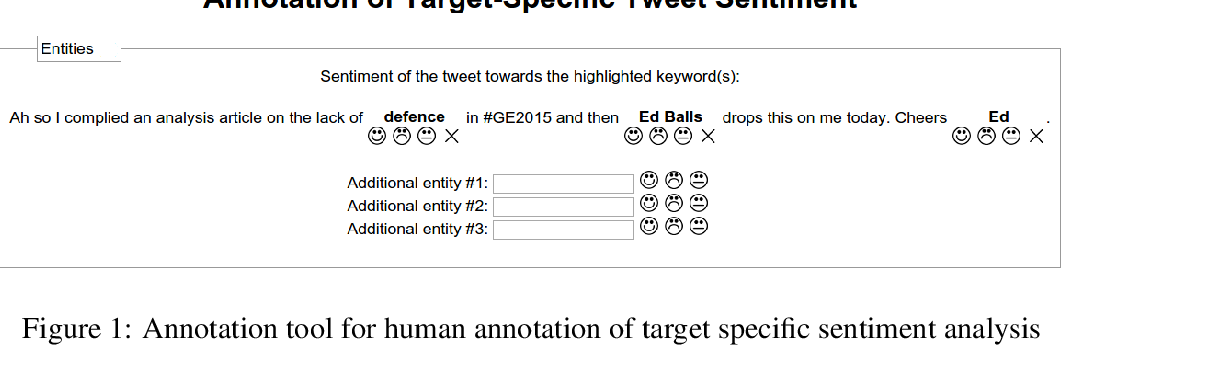 Annotation of Target-Specific Tweet Sentiment
Entities
Sentiment of the tweet towards the highlighted keyword(s):
Ah so I complied an analysis article on the lack of defence in #GE2015 and then Ed Balls drops this on me today. Cheers Ed .
Additional entity #1:
Additional entity #2:
Additional entity #3:
Figure 1: Annotation tool for human annotation of target specific sentiment analysis